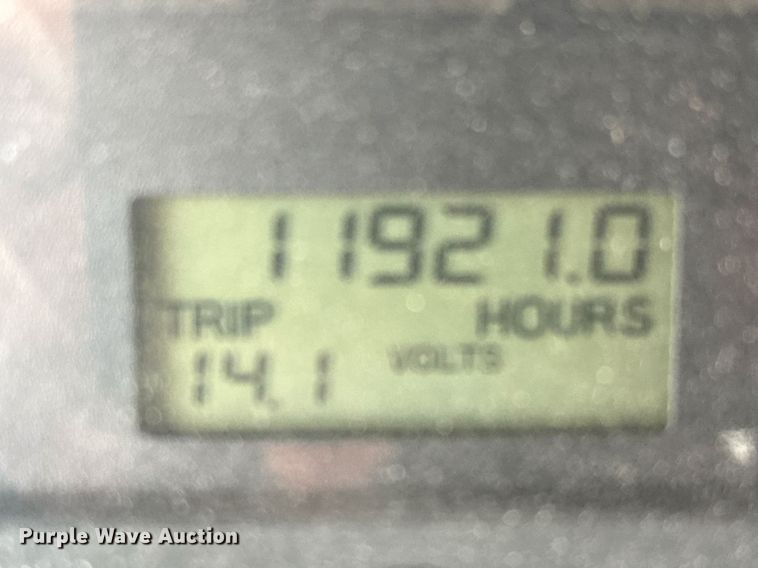 11921.0
TRIP HOURS
14.1 VOLTS
Purple Wave Auction